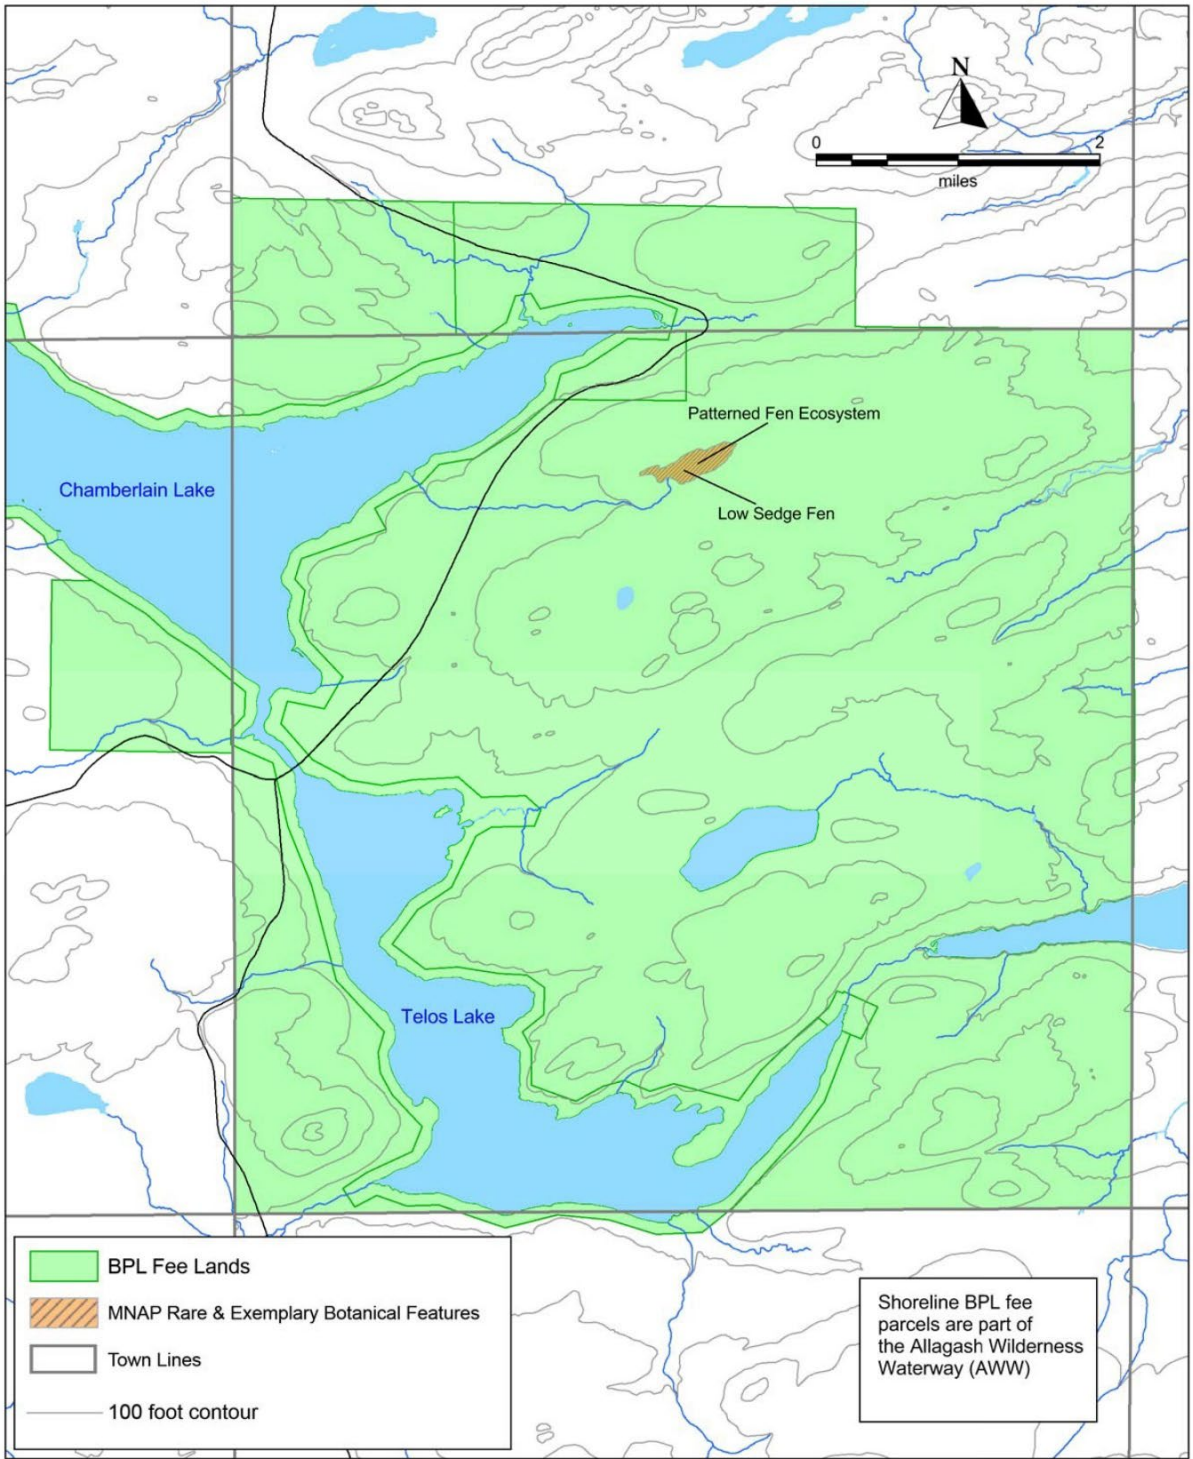 N
0 2
miles
Patterned Fen Ecosystem
Chamberlain Lake
Low Sedge Fen
Telos Lake
BPL Fee Lands
MNAP Rare & Exemplary Botanical Features
Town Lines
100 foot contour
Shoreline BPL fee
parcels are part of
the Allagash Wilderness
Waterway (AWW)